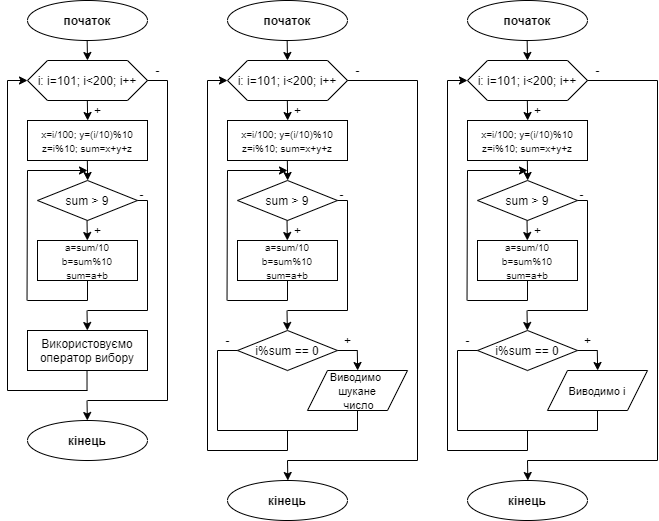 початок
i: i=101; i<200; i++
-
+
x=i/100; y=(i/10)%10
z=i%10; sum=x+y+z
sum > 9
-
+
a=sum/10
b=sum%10
sum=a+b
Використовуємо
оператор вибору
кінець
початок
i: i=101; i<200; i++
-
+
x=i/100; y=(i/10)%10
z=i%10; sum=x+y+z
sum > 9
-
+
a=sum/10
b=sum%10
sum=a+b
-
i%sum == 0
+
Виводимо
шукане
число
кінець
початок
i: i=101; i<200; i++
-
+
x=i/100; y=(i/10)%10
z=i%10; sum=x+y+z
sum > 9
-
+
a=sum/10
b=sum%10
sum=a+b
-
i%sum == 0
+
Виводимо i
кінець